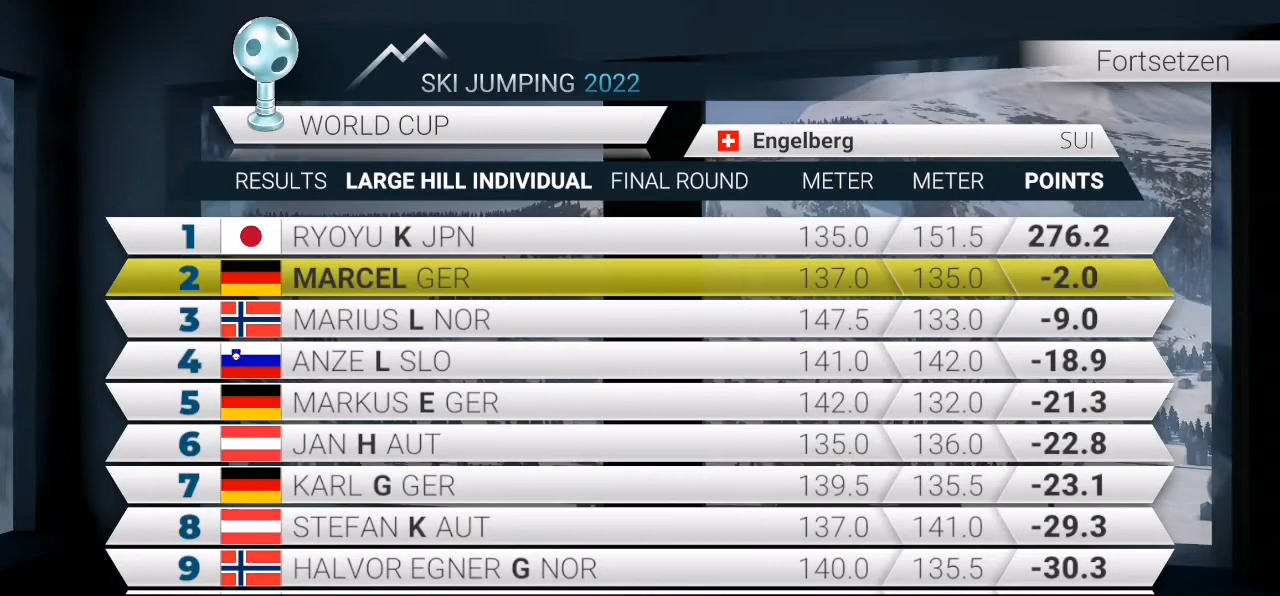 Fortsetzen
SKI JUMPING 2022
WORLD CUP
Engelberg SUI
RESULTS LARGE HILL INDIVIDUAL FINAL ROUND METER METER POINTS
1 RYOYU K JPN 135.0 151.5 276.2
2 MARCEL GER 137.0 135.0 -2.0
3 MARIUS L NOR 147.5 133.0 -9.0
4 ANZE L SLO 141.0 142.0 -18.9
5 MARKUS E GER 142.0 132.0 -21.3
6 JAN H AUT 135.0 136.0 -22.8
7 KARL G GER 139.5 135.5 -23.1
8 STEFAN K AUT 137.0 141.0 -29.3
9 HALVOR EGNER G NOR 140.0 135.5 -30.3